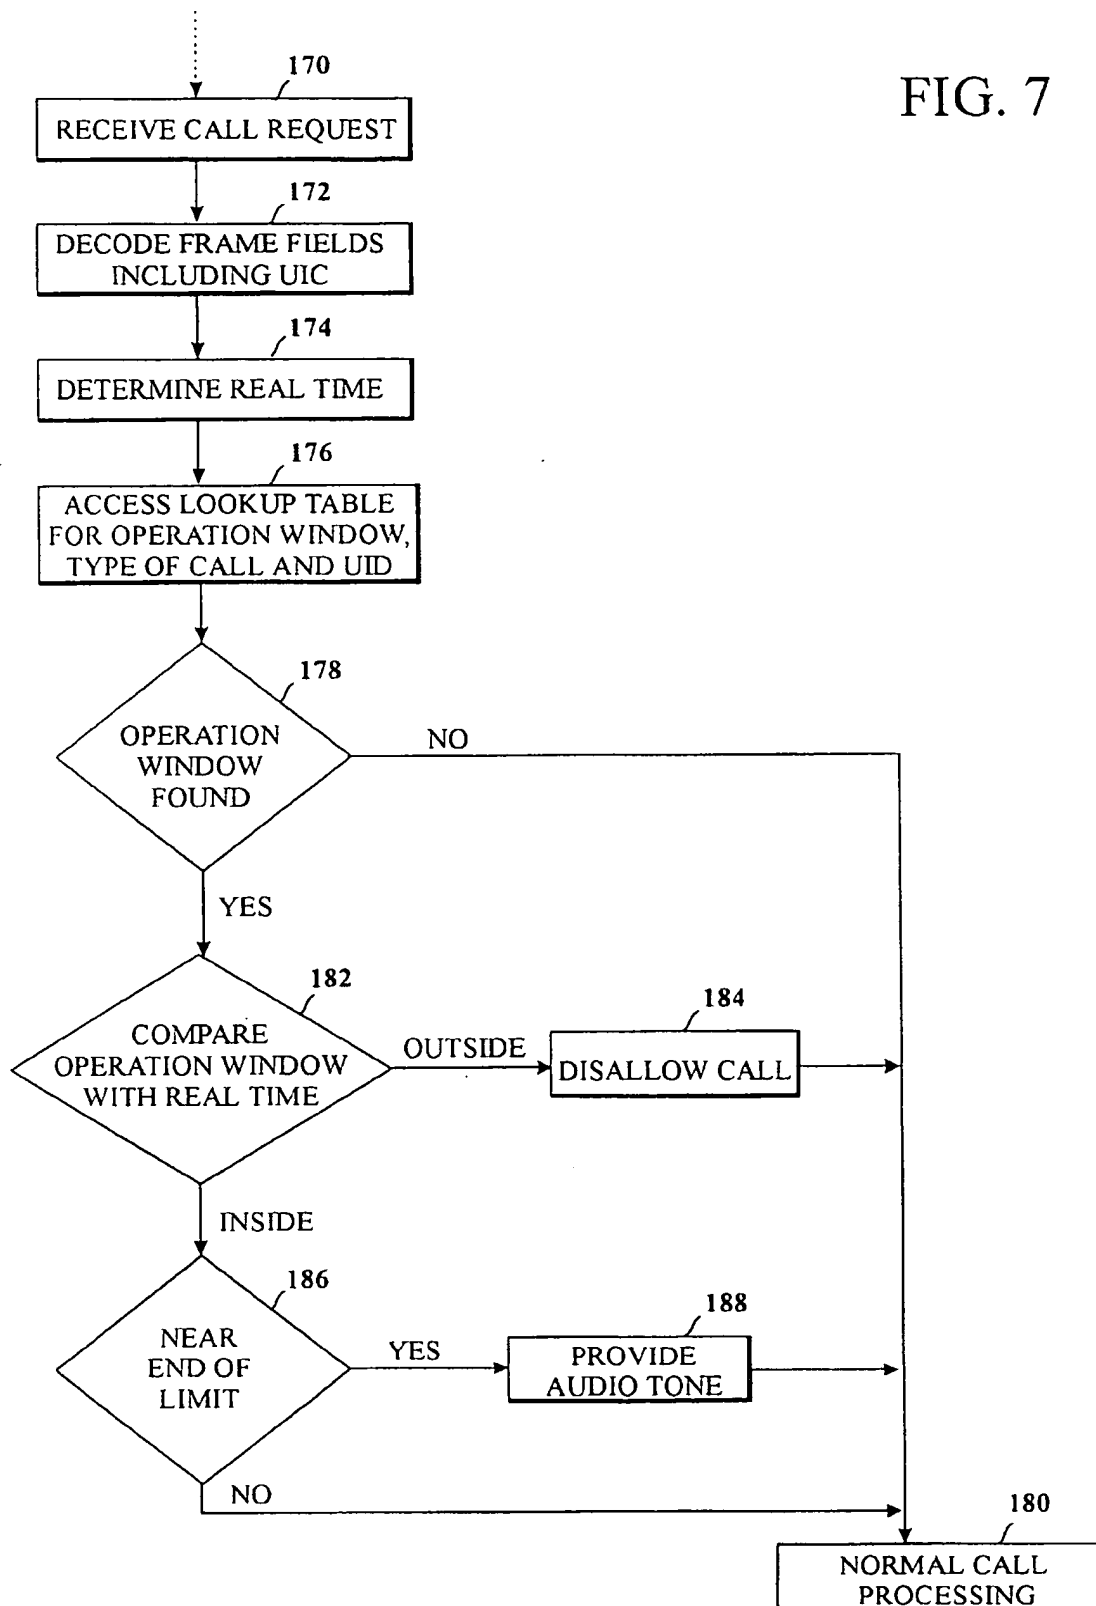 FIG. 7
170
RECEIVE CALL REQUEST
172
DECODE FRAME FIELDS
INCLUDING UIC
174
DETERMINE REAL TIME
176
ACCESS LOOKUP TABLE
FOR OPERATION WINDOW,
TYPE OF CALL AND UID
178
OPERATION
WINDOW
FOUND
NO
YES
182
COMPARE
OPERATION WINDOW
WITH REAL TIME
OUTSIDE
184
DISALLOW CALL
INSIDE
186
NEAR
END OF
LIMIT
YES
188
PROVIDE
AUDIO TONE
NO
180
NORMAL CALL
PROCESSING